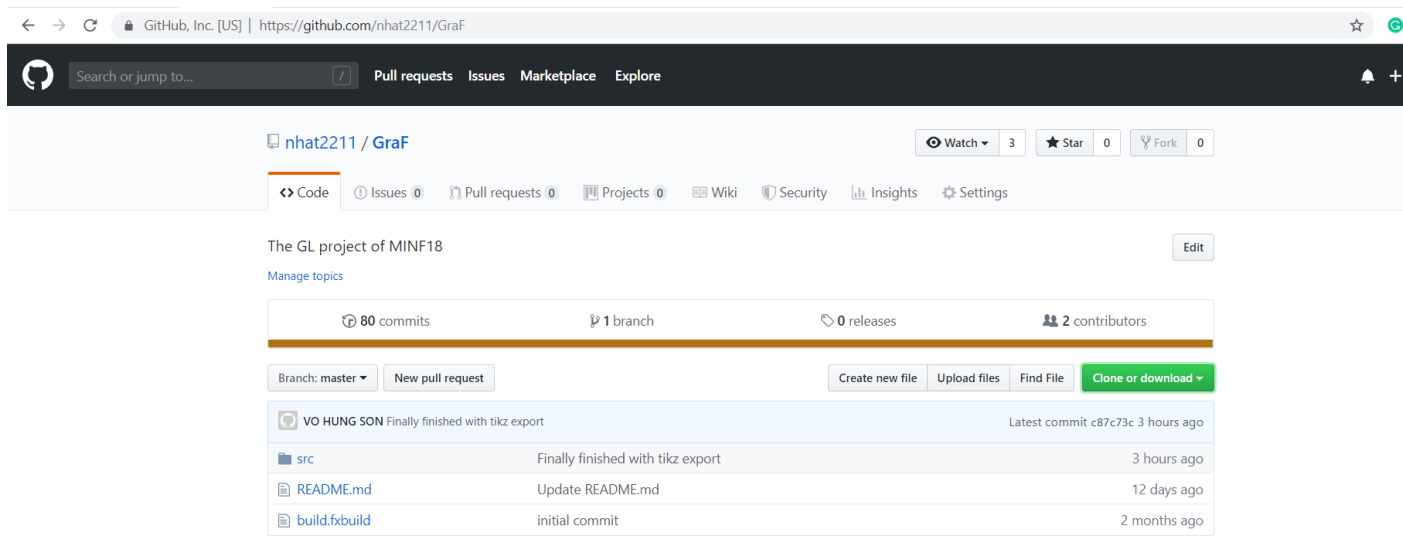 GitHub, Inc. [US] | https://github.com/nhat2211/GraF
Search or jump to... / Pull requests Issues Marketplace Explore
nhat2211 / GraF Watch 3 Star 0 Fork 0
Code Issues 0 Pull requests 0 Projects 0 Wiki Security Insights Settings
The GL project of MINF18 Edit
Manage topics
80 commits 1 branch 0 releases 2 contributors
Branch: master New pull request Create new file Upload files Find File Clone or download
VO HUNG SON Finally finished with tikz export Latest commit c87c73c 3 hours ago
src Finally finished with tikz export 3 hours ago
README.md Update README.md 12 days ago
build.fxbuild initial commit 2 months ago